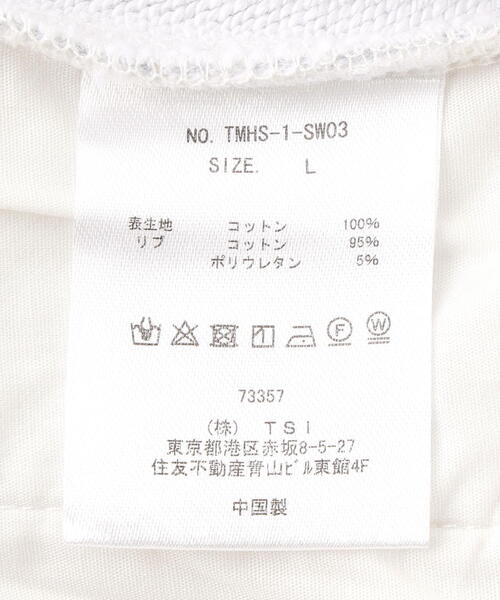 NO. TMHS-1-SW03
SIZE. L
表生地 コットン 100%
リブ コットン 95%
ポリウレタン 5%
F W
73357
(株) TSI
東京都港区赤坂8-5-27
住友不動産青山ビル東館4F
中国製